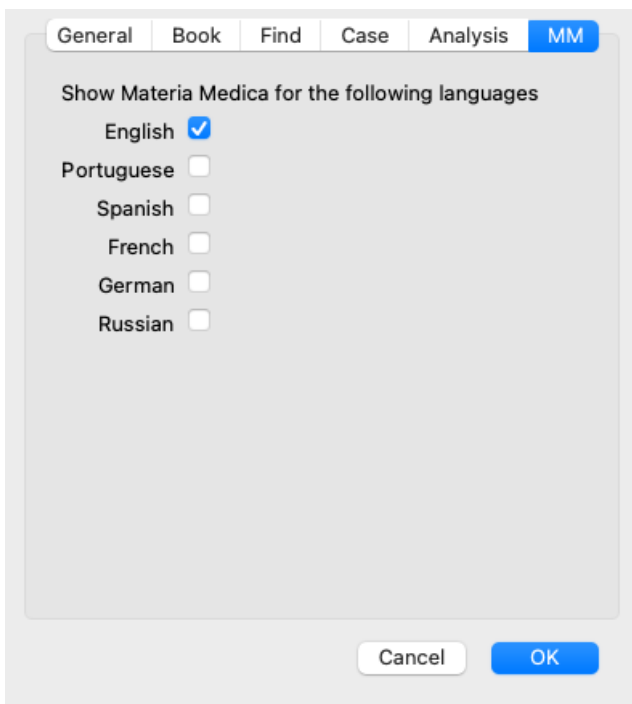 General Book Find Case Analysis MM
Show Materia Medica for the following languages
English
Portuguese
Spanish
French
German
Russian
Cancel OK